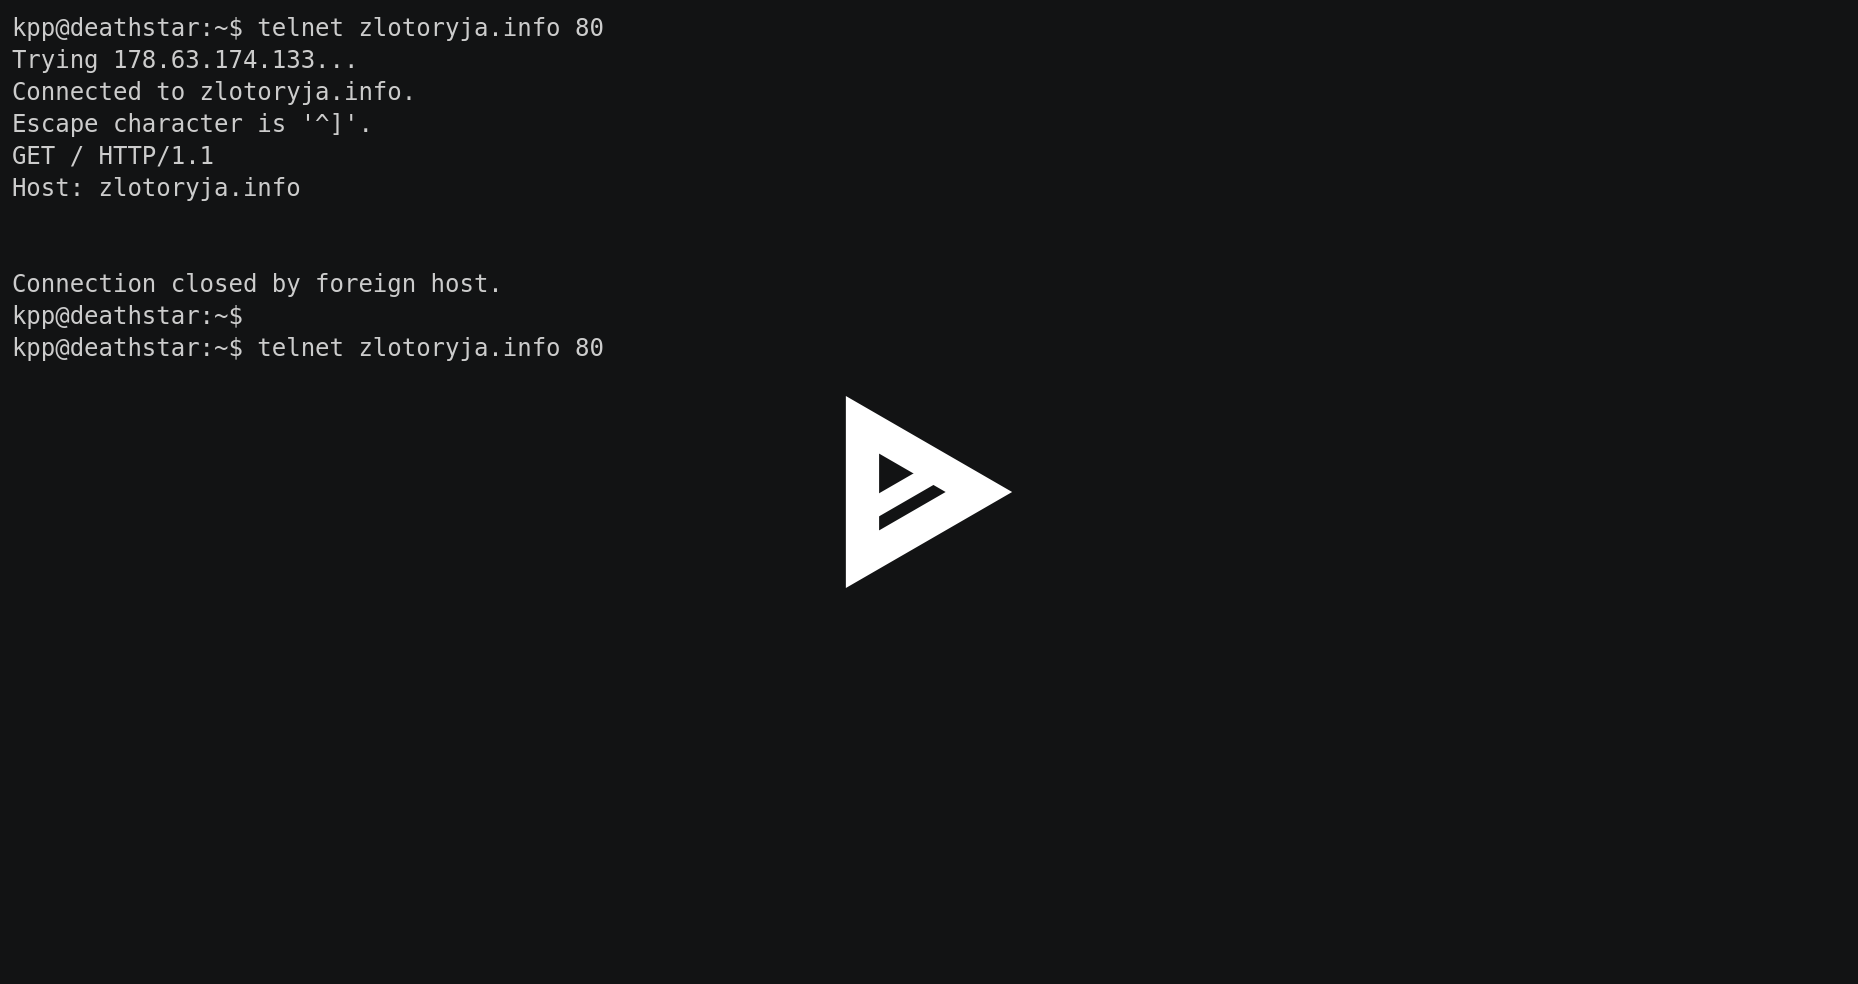 kpp@deathstar:~$ telnet zlotoryja.info 80
Trying 178.63.174.133...
Connected to zlotoryja.info.
Escape character is '^]'.
GET / HTTP/1.1
Host: zlotoryja.info
Connection closed by foreign host.
kpp@deathstar:~$
kpp@deathstar:~$ telnet zlotoryja.info 80